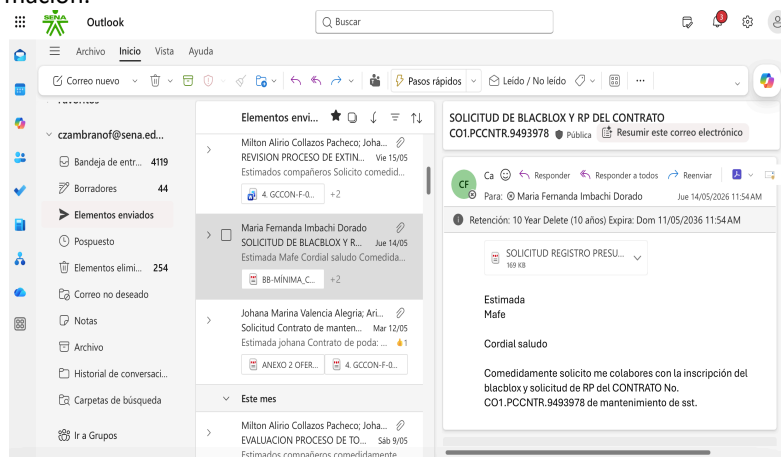 SENA
Outlook
Buscar
3
Archivo Inicio Vista Ayuda
Correo nuevo
Pasos rápidos
Leído / No leído
czambranof@sena.ed...
Bandeja de entr... 4119
Borradores 44
Elementos enviados
Pospuesto
Elementos elimi... 254
Correo no deseado
Notas
Archivo
Historial de conversaci...
Carpetas de búsqueda
Ir a Grupos
Elementos envi...
Milton Alirio Collazos Pacheco; Joha...
REVISION PROCESO DE EXTIN... Vie 15/05
Estimados compañeros Solicito comedid...
4. GCCON-F-0... +2
Maria Fernanda Imbachi Dorado
SOLICITUD DE BLACBLOX Y R... Jue 14/05
Estimada Mafe Cordial saludo Comedida...
BB-MÍNIMA_C... +2
Johana Marina Valencia Alegria; Ari...
Solicitud Contrato de manten... Mar 12/05
Estimada johana Contrato de poda: ... 1
ANEXO 2 OFER... 4. GCCON-F-0...
Este mes
Milton Alirio Collazos Pacheco; Joha...
EVALUACION PROCESO DE TO... Sáb 9/05
Estimados compañeros comedidamente
SOLICITUD DE BLACBLOX Y RP DEL CONTRATO
CO1.PCCNTR.9493978 Pública Resumir este correo electrónico
CF
Ca Responder Responder a todos Reenviar
Para: Maria Fernanda Imbachi Dorado Jue 14/05/2026 11:54 AM
Retención: 10 Year Delete (10 años) Expira: Dom 11/05/2036 11:54 AM
SOLICITUD REGISTRO PRESU...
169 KB
Estimada
Mafe
Cordial saludo
Comedidamente solicito me colabores con la inscripción del
blacblox y solicitud de RP del CONTRATO No.
CO1.PCCNTR.9493978 de mantenimiento de sst.